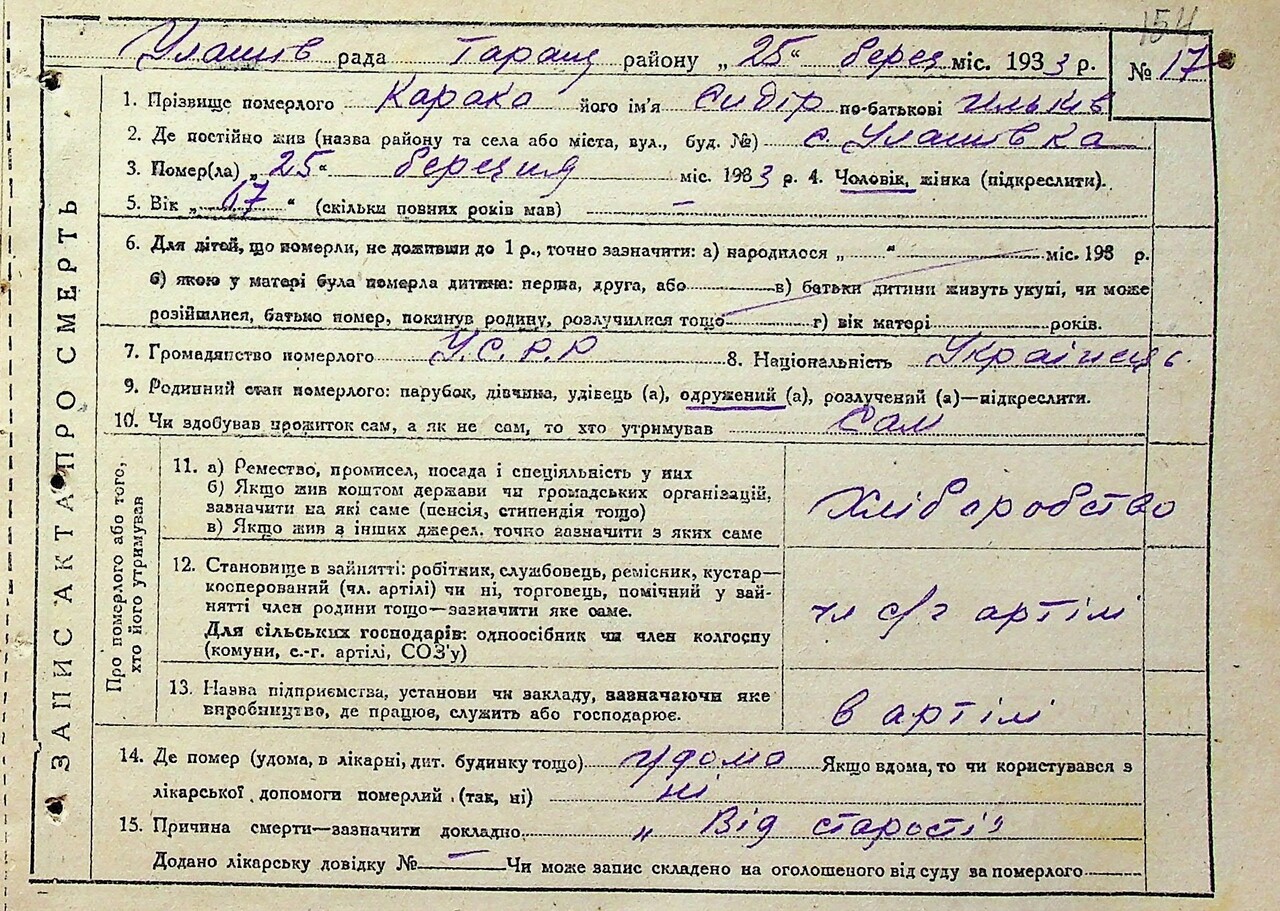 154
Улашів рада Таращ району „25“ берез міс. 1933 р.
№ 17
ЗАПИС АКТА ПРО СМЕРТЬ
1. Прізвище померлого Карака його ім'я Сидір по-батькові Ільків
2. Де постійно жив (назва району та села або міста, вул., буд. №) с. Улашівка
3. Помер(ла) „25“ березня міс. 1933 р. 4. Чоловік, жінка (підкреслити).
5. Вік „67“ (скільки повних років мав) –
6. Для дітей, що померли, не доживши до 1 р., точно зазначити: а) народилося „ “ міс. 193 р.
б) якою у матері була померла дитина: перша, друга, або в) батьки дитини живуть укупі, чи може
розійшлися, батько помер, покинув родину, розлучилися тощо г) вік матері років.
7. Громадянство померлого У.С.Р.Р 8. Національність Українець.
9. Родинний стан померлого: парубок, дівчина, удівець (а), одружений (а), розлучений (а)—підкреслити.
10. Чи здобував прожиток сам, а як не сам, то хто утримував Сам
Про померлого або того,
хто його утримував
11. а) Ремество, промисел, посада і спеціяльність у них
б) Якщо жив коштом держави чи громадських організацій,
зазначити на які саме (пенсія, стипендія тощо)
в) Якщо жив з інших джерел, точно зазначити з яких саме
Хліборобство
12. Становище в зайнятті: робітник, службовець, ремісник, кустар—
косперований (чл. артілі) чи ні, торговець, помічний у зай-
нятті член родини тощо—зазначити яке саме.
Для сільських господарів: одноосібник чи член колгоспу
(комуни, с.-г. артілі, СОЗ'у)
чл с/г артілі
13. Назва підприємства, установи чи закладу, зазначаючи яке
виробництво, де працює, служить або господарює.
в артілі
14. Де помер (удома, в лікарні, дит. будинку тощо) удома Якщо вдома, то чи користувався з
лікарської допомоги померлий (так, ні) ні
15. Причина смерти—зазначити докладно „Від старості“
Додано лікарську довідку № – Чи може запис складено на оголошеного від суду за померлого